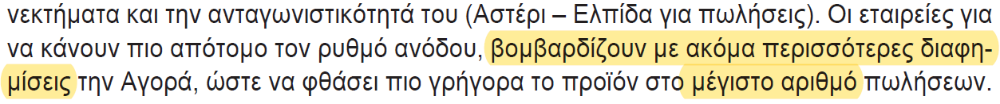 νεκτήματα και την ανταγωνιστικότητά του (Αστέρι – Ελπίδα για πωλήσεις). Οι εταιρείες για
να κάνουν πιο απότομο τον ρυθμό ανόδου, βομβαρδίζουν με ακόμα περισσότερες διαφη-
μίσεις την Αγορά, ώστε να φθάσει πιο γρήγορα το προϊόν στο μέγιστο αριθμό πωλήσεων.